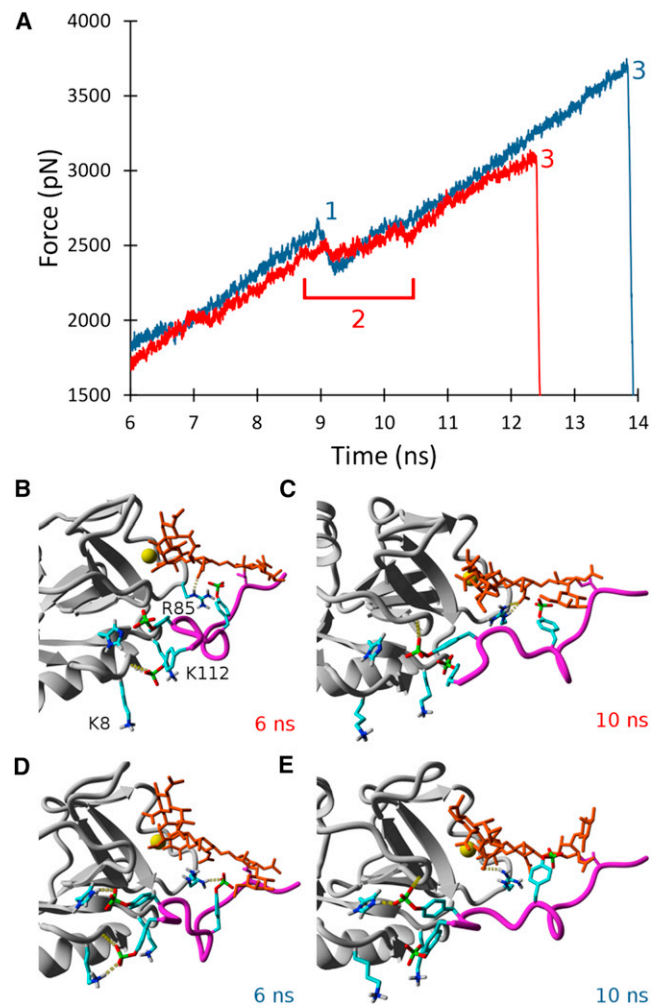 A
4000
3500
3000
2500
2000
1500
Force (pN)
1
2
3
3
6 7 8 9 10 11 12 13 14
Time (ns)
B
R85
K112
K8
6 ns
C
10 ns
D
6 ns
E
10 ns